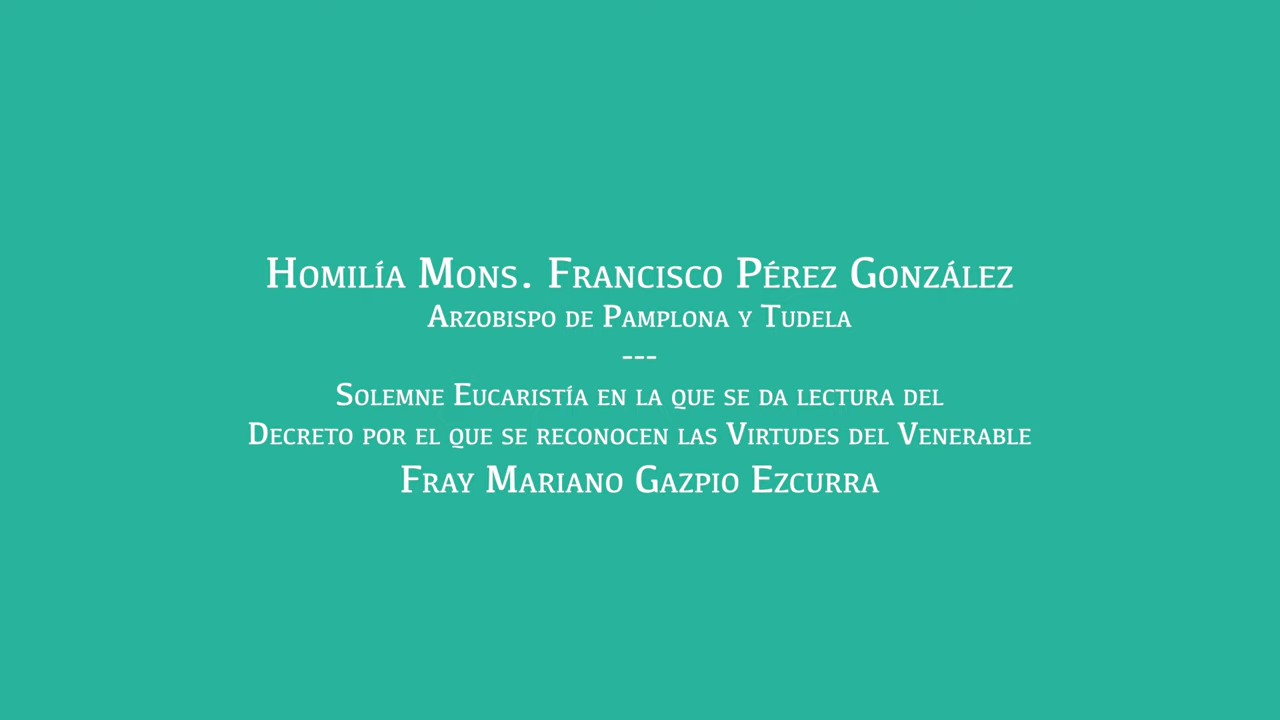 Homilía Mons. Francisco Pérez González
Arzobispo de Pamplona y Tudela
---
Solemne Eucaristía en la que se da lectura del
Decreto por el que se reconocen las Virtudes del Venerable
Fray Mariano Gazpio Ezcurra